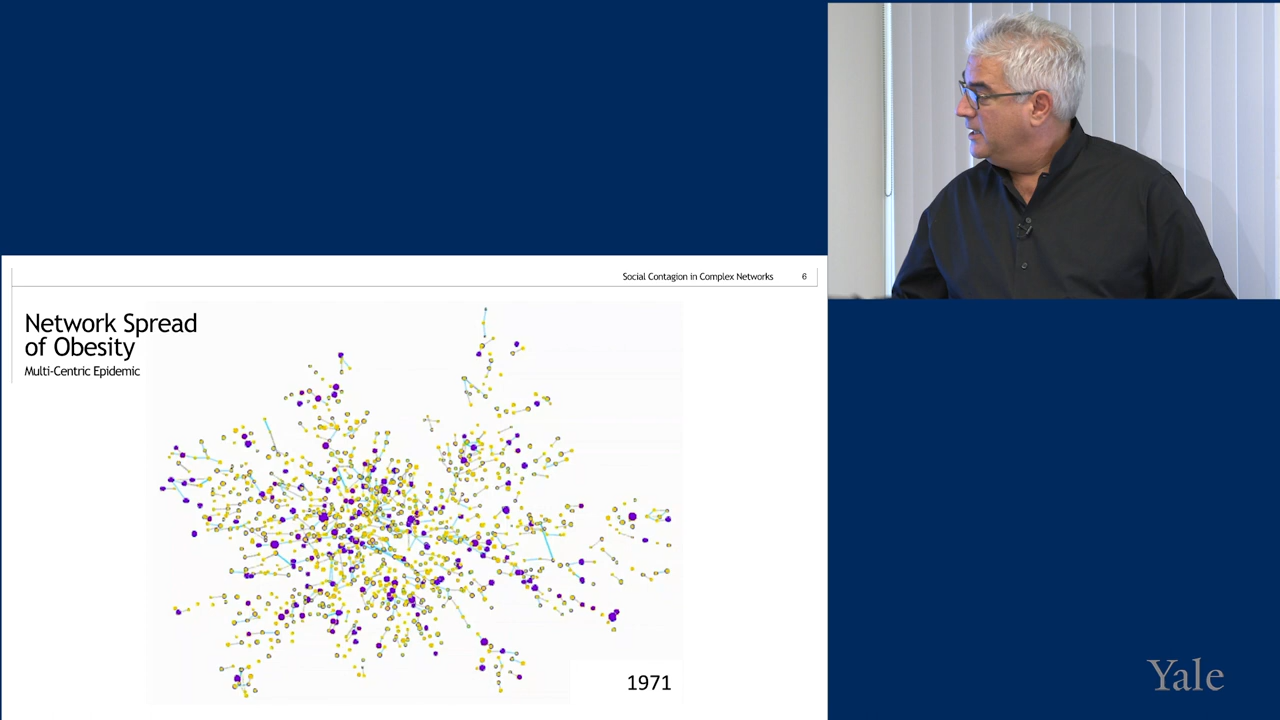 Social Contagion in Complex Networks 6
Network Spread
of Obesity
Multi-Centric Epidemic
1971
Yale